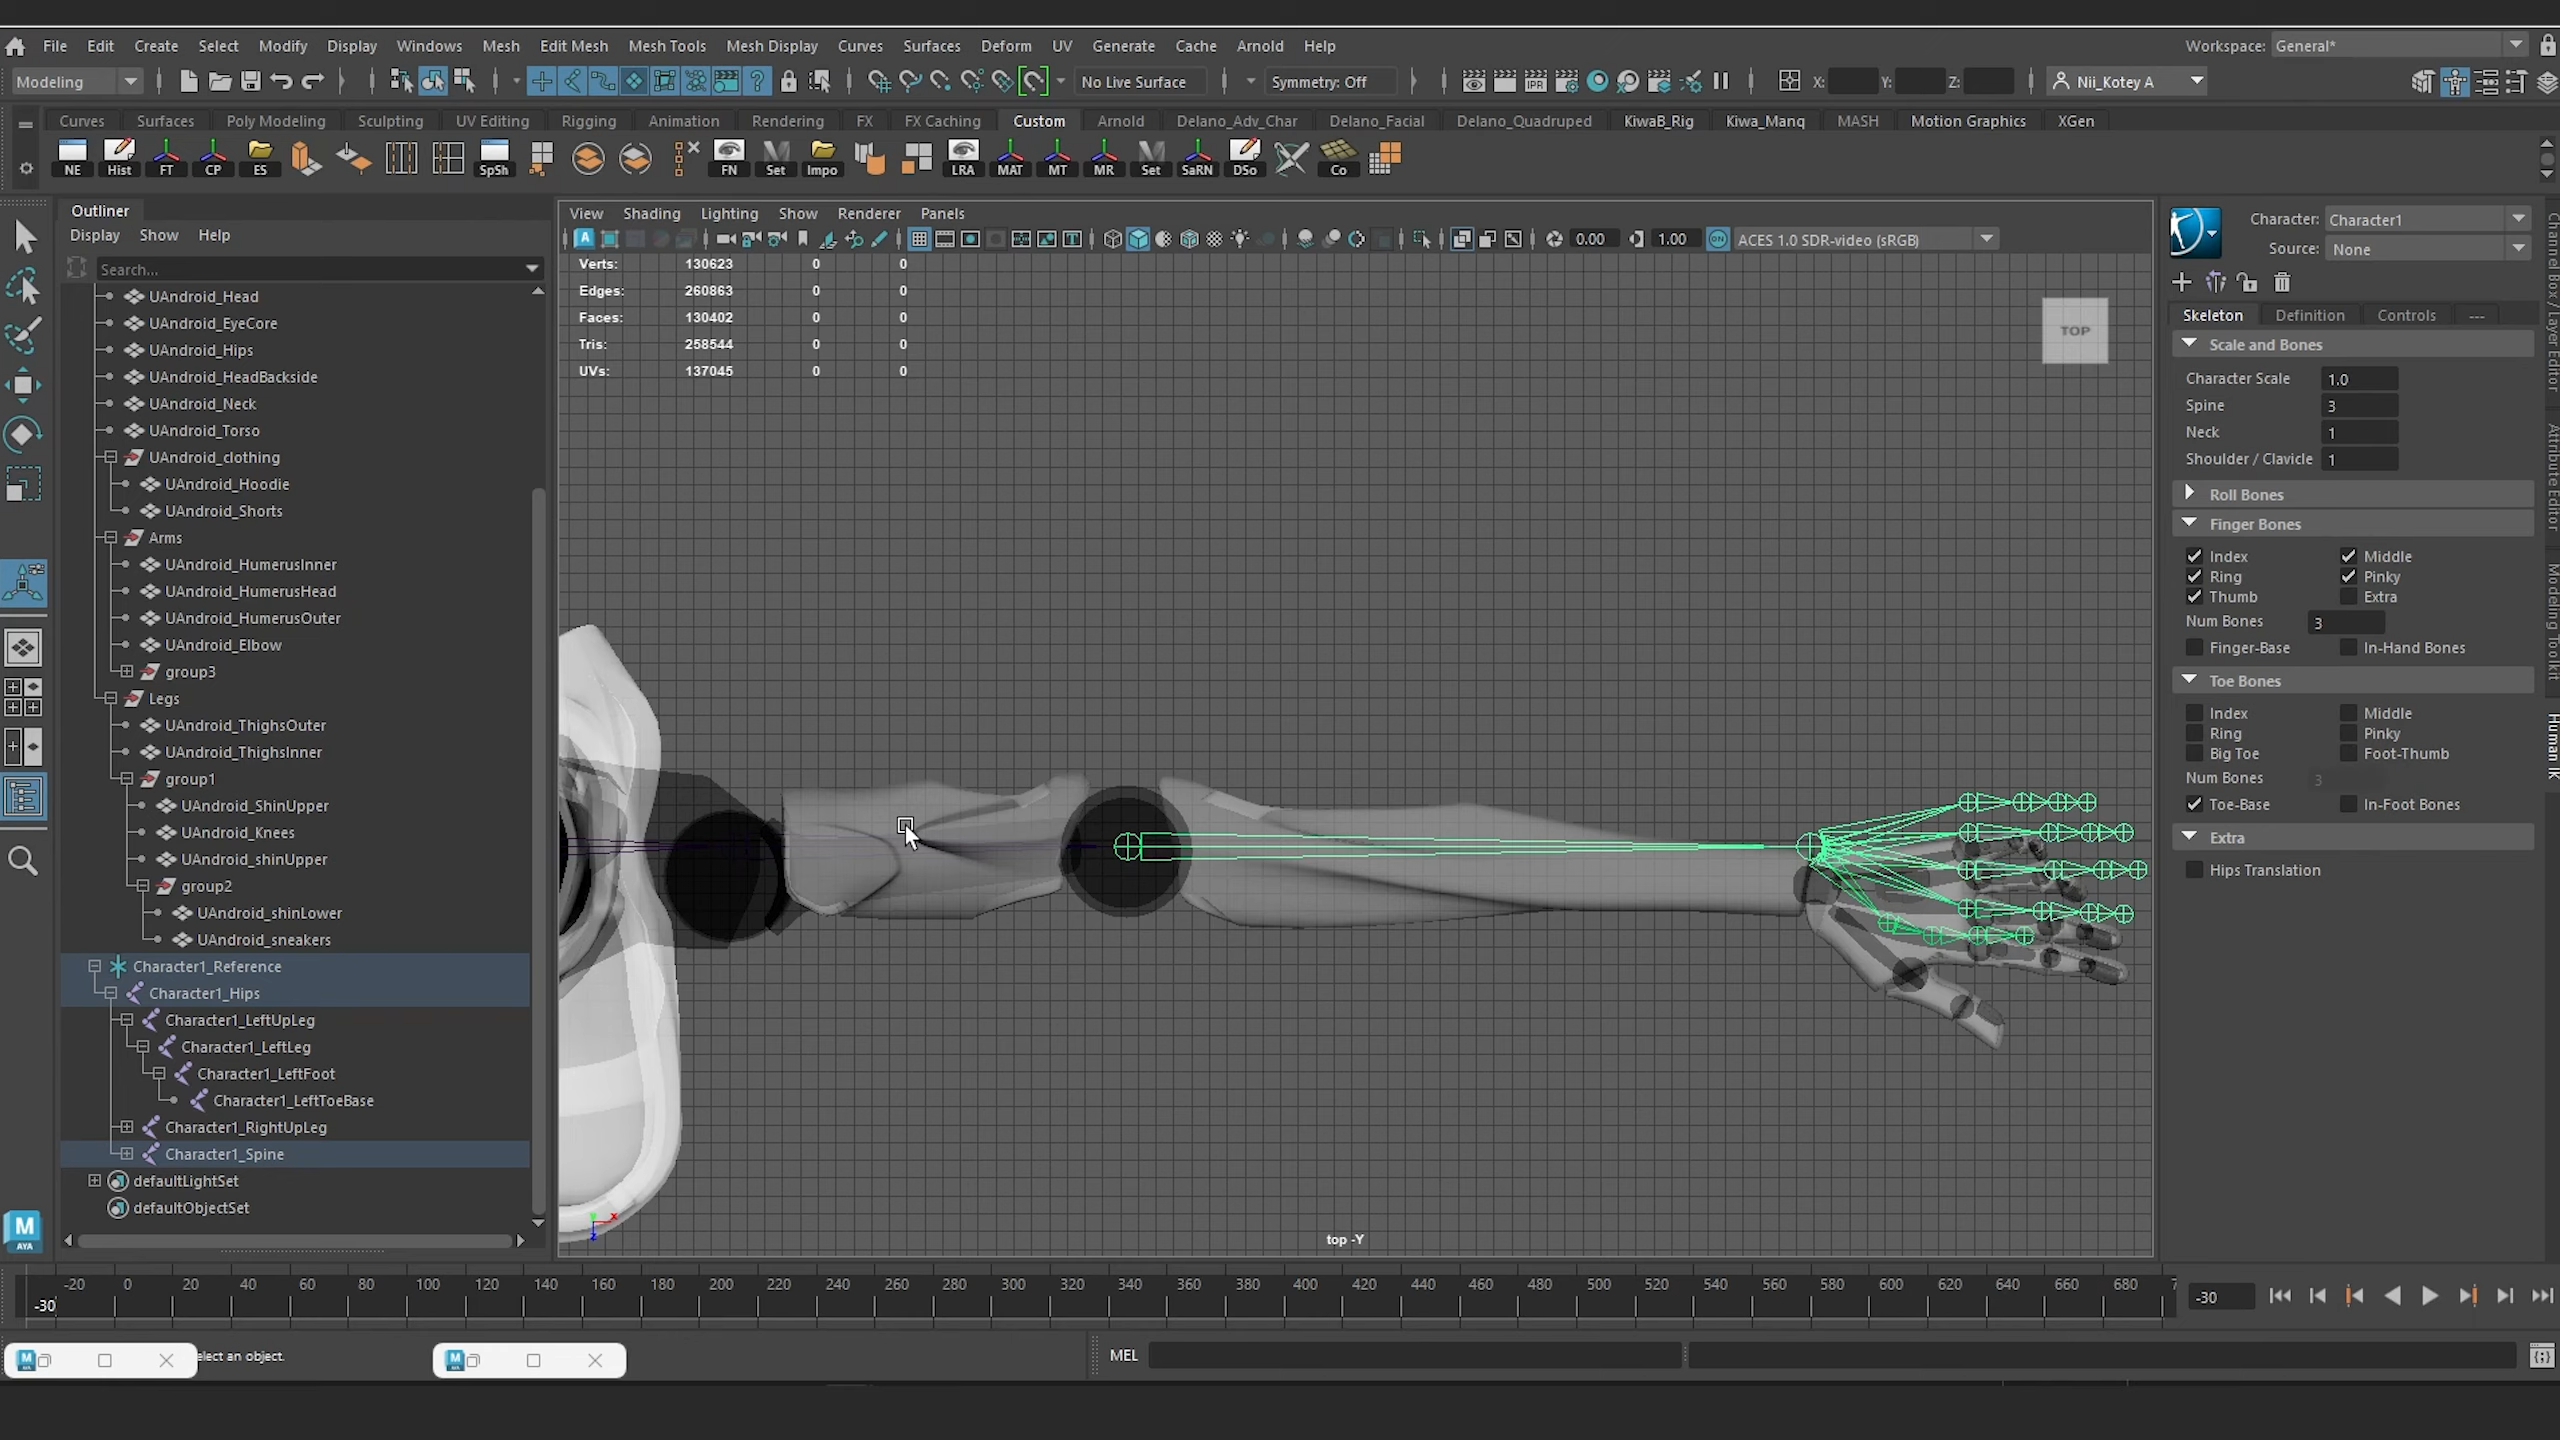 File Edit Create Select Modify Display Windows Mesh Edit Mesh Mesh Tools Mesh Display Curves Surfaces Deform UV Generate Cache Arnold Help
Workspace: General*
Modeling
No Live Surface
Symmetry: Off
X: Y: Z:
Nii_Kotey A
Curves Surfaces Poly Modeling Sculpting UV Editing Rigging Animation Rendering FX FX Caching Custom Arnold Delano_Adv_Char Delano_Facial Delano_Quadruped KiwaB_Rig Kiwa_Manq MASH Motion Graphics XGen
NE Hist FT CP ES SpSh FN Set Impo LRA MAT MT MR Set SaRN DSo Co
Outliner
Display Show Help
Search...
UAndroid_Head
UAndroid_EyeCore
UAndroid_Hips
UAndroid_HeadBackside
UAndroid_Neck
UAndroid_Torso
UAndroid_clothing
UAndroid_Hoodie
UAndroid_Shorts
Arms
UAndroid_HumerusInner
UAndroid_HumerusHead
UAndroid_HumerusOuter
UAndroid_Elbow
group3
Legs
UAndroid_ThighsOuter
UAndroid_ThighsInner
group1
UAndroid_ShinUpper
UAndroid_Knees
UAndroid_shinUpper
group2
UAndroid_shinLower
UAndroid_sneakers
Character1_Reference
Character1_Hips
Character1_LeftUpLeg
Character1_LeftLeg
Character1_LeftFoot
Character1_LeftToeBase
Character1_RightUpLeg
Character1_Spine
defaultLightSet
defaultObjectSet
View Shading Lighting Show Renderer Panels
0.00 1.00 ON ACES 1.0 SDR-video (sRGB)
Verts: 130623 0 0
Edges: 260863 0 0
Faces: 130402 0 0
Tris: 258544 0 0
UVs: 137045 0 0
TOP
top -Y
Character: Character1
Source: None
Skeleton Definition Controls ---
Scale and Bones
Character Scale 1.0
Spine 3
Neck 1
Shoulder / Clavicle 1
Roll Bones
Finger Bones
Index Middle
Ring Pinky
Thumb Extra
Num Bones 3
Finger-Base In-Hand Bones
Toe Bones
Index Middle
Ring Pinky
Big Toe Foot-Thumb
Num Bones 3
Toe-Base In-Foot Bones
Extra
Hips Translation
Channel Box / Layer Editor
Attribute Editor
Modeling Toolkit
Human IK
-20 0 20 40 60 80 100 120 140 160 180 200 220 240 260 280 300 320 340 360 380 400 420 440 460 480 500 520 540 560 580 600 620 640 660 680
-30
-30
elect an object.
MEL
M
AYA